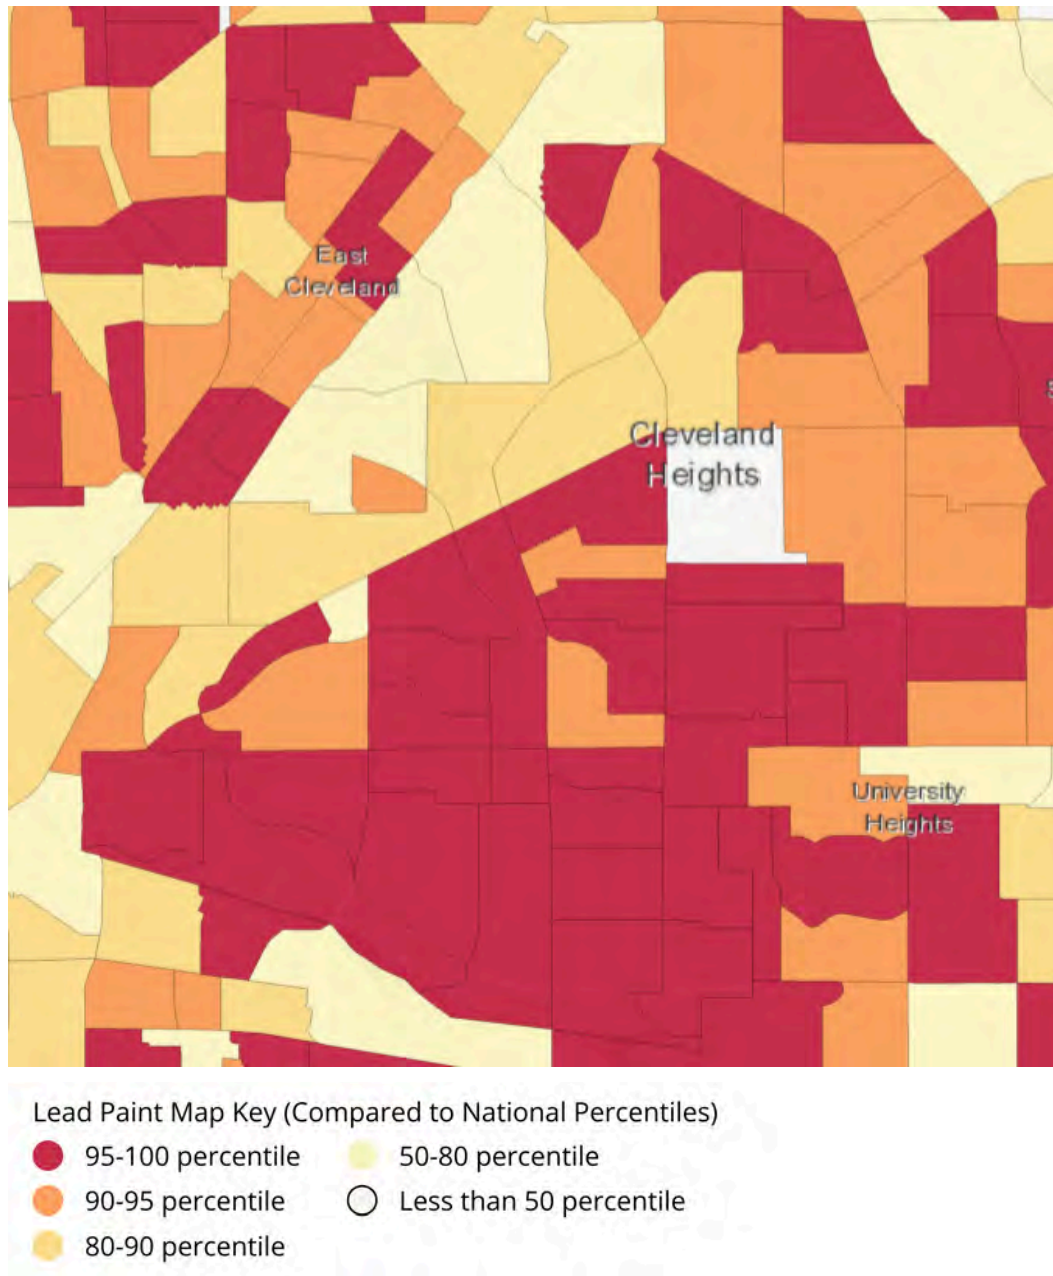 East
Cleveland
Cleveland
Heights
University
Heights
Lead Paint Map Key (Compared to National Percentiles)
95-100 percentile
50-80 percentile
90-95 percentile
Less than 50 percentile
80-90 percentile